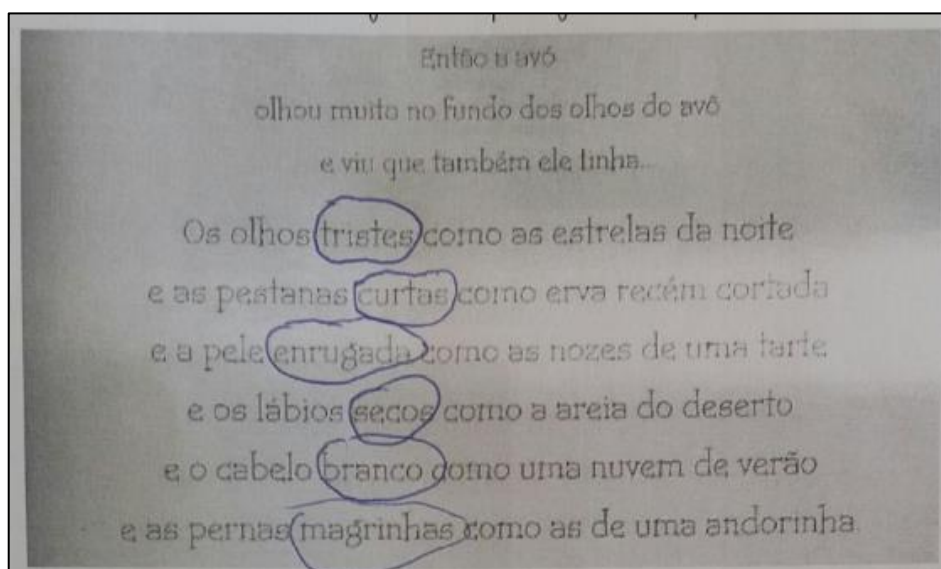 Então a avó
olhou muito no fundo dos olhos do avô
e viu que também ele tinha...
Os olhos tristes como as estrelas da noite
e as pestanas curtas como erva recém cortada
e a pele enrugada como as nozes de uma tarte
e os lábios secos como a areia do deserto
e o cabelo branco como uma nuvem de verão
e as pernas magrinhas como as de uma andorinha.